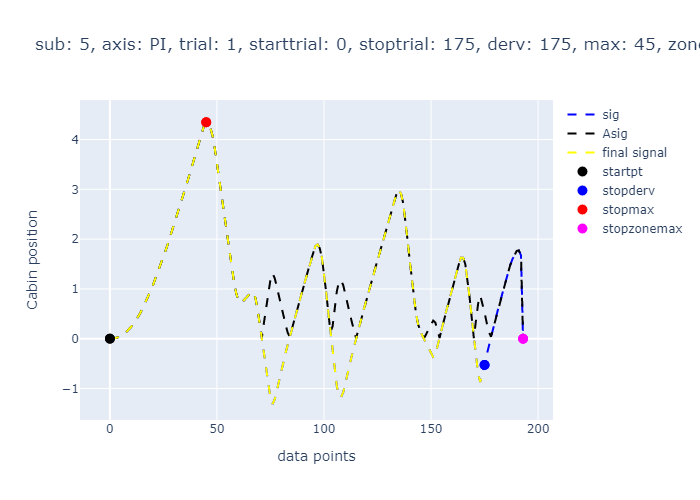 sub: 5, axis: PI, trial: 1, starttrial: 0, stoptrial: 175, derv: 175, max: 45, zone
Cabin position
4
3
2
1
0
−1
0
50
100
150
200
data points
sig
Asig
final signal
startpt
stopderv
stopmax
stopzonemax